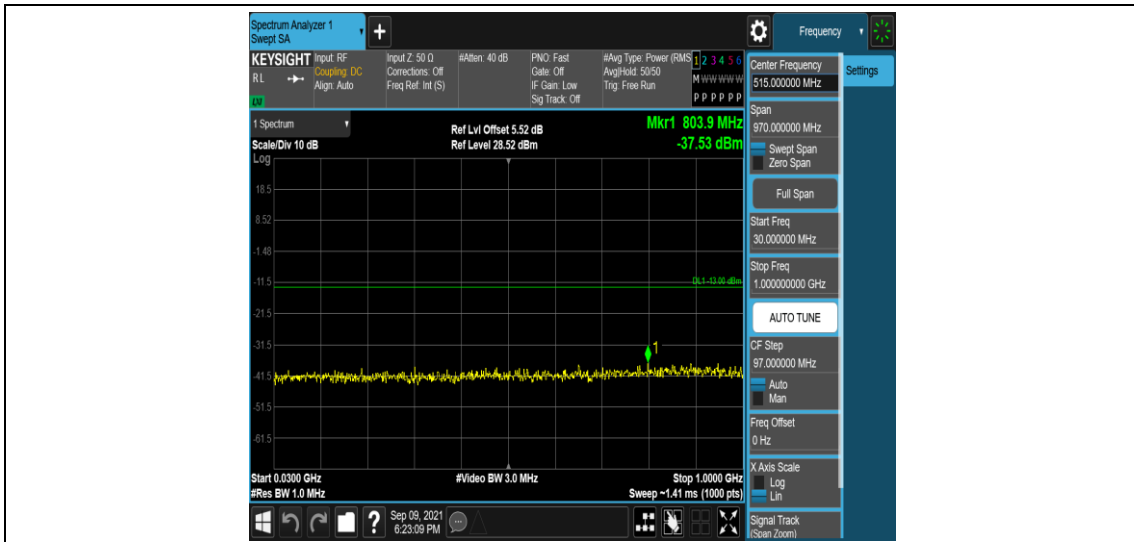 Spectrum Analyzer 1
Swept SA
+
Frequency
KEYSIGHT
RL
LXI
Input: RF
Coupling: DC
Align: Auto
Input Z: 50 Ω
Corrections: Off
Freq Ref: Int (S)
#Atten: 40 dB
PNO: Fast
Gate: Off
IF Gain: Low
Sig Track: Off
#Avg Type: Power (RMS
Avg|Hold: 50/50
Trig: Free Run
1 2 3 4 5 6
M W W W W W
P P P P P P
1 Spectrum
Scale/Div 10 dB
Log
Ref Lvl Offset 5.52 dB
Ref Level 28.52 dBm
Mkr1 803.9 MHz
-37.53 dBm
18.5
8.52
-1.48
-11.5
DL1 -13.00 dBm
-21.5
-31.5
1
-41.5
-51.5
-61.5
Start 0.0300 GHz
#Res BW 1.0 MHz
#Video BW 3.0 MHz
Stop 1.0000 GHz
Sweep ~1.41 ms (1000 pts)
Center Frequency
515.000000 MHz
Settings
Span
970.000000 MHz
Swept Span
Zero Span
Full Span
Start Freq
30.000000 MHz
Stop Freq
1.000000000 GHz
AUTO TUNE
CF Step
97.000000 MHz
Auto
Man
Freq Offset
0 Hz
X Axis Scale
Log
Lin
Signal Track
(Span Zoom)
?
Sep 09, 2021
6:23:09 PM